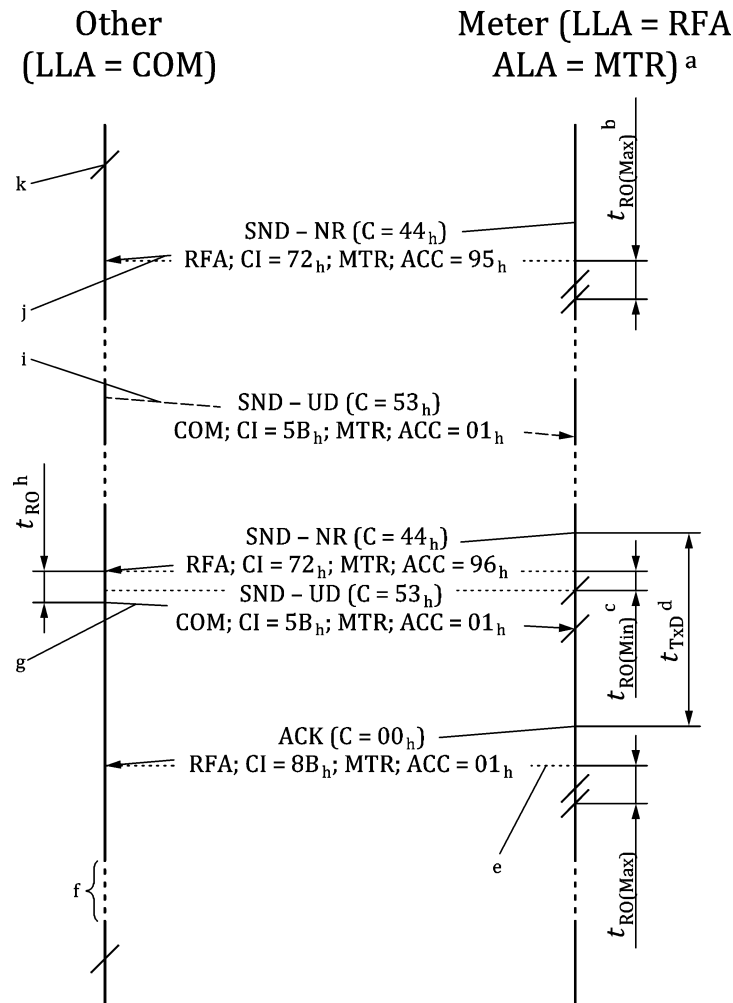 Other
(LLA = COM)
Meter (LLA = RFA
ALA = MTR) a
k
tRO(Max) b
SND – NR (C = 44h)
RFA; CI = 72h; MTR; ACC = 95h
j
i
SND – UD (C = 53h)
COM; CI = 5Bh; MTR; ACC = 01h
tRO h
SND – NR (C = 44h)
RFA; CI = 72h; MTR; ACC = 96h
SND – UD (C = 53h)
COM; CI = 5Bh; MTR; ACC = 01h
g
tRO(Min) c
tTxD d
ACK (C = 00h)
RFA; CI = 8Bh; MTR; ACC = 01h
e
f
tRO(Max)